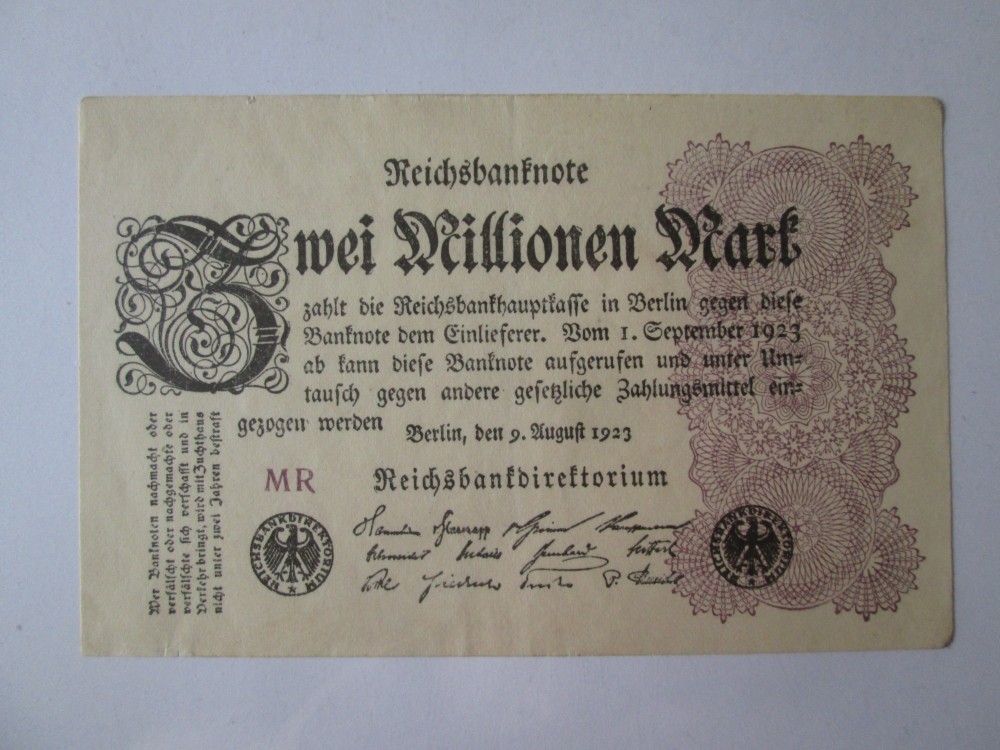 Reichsbanknote
Zwei Millionen Mark
zahlt die Reichsbankhauptkasse in Berlin gegen diese
Banknote dem Einlieferer. Vom 1. September 1923
ab kann diese Banknote aufgerufen und unter Um=
tausch gegen andere gesetzliche Zahlungsmittel ein=
gezogen werden
Berlin, den 9. August 1923
MR
Reichsbankdirektorium
REICHSBANKDIREKTORIUM
REICHSBANKDIREKTORIUM
Wer Banknoten nachmacht oder
verfälscht oder nachgemachte oder
verfälschte sich verschafft und in
Verkehr bringt, wird mit Zuchthaus
nicht unter zwei Jahren bestraft